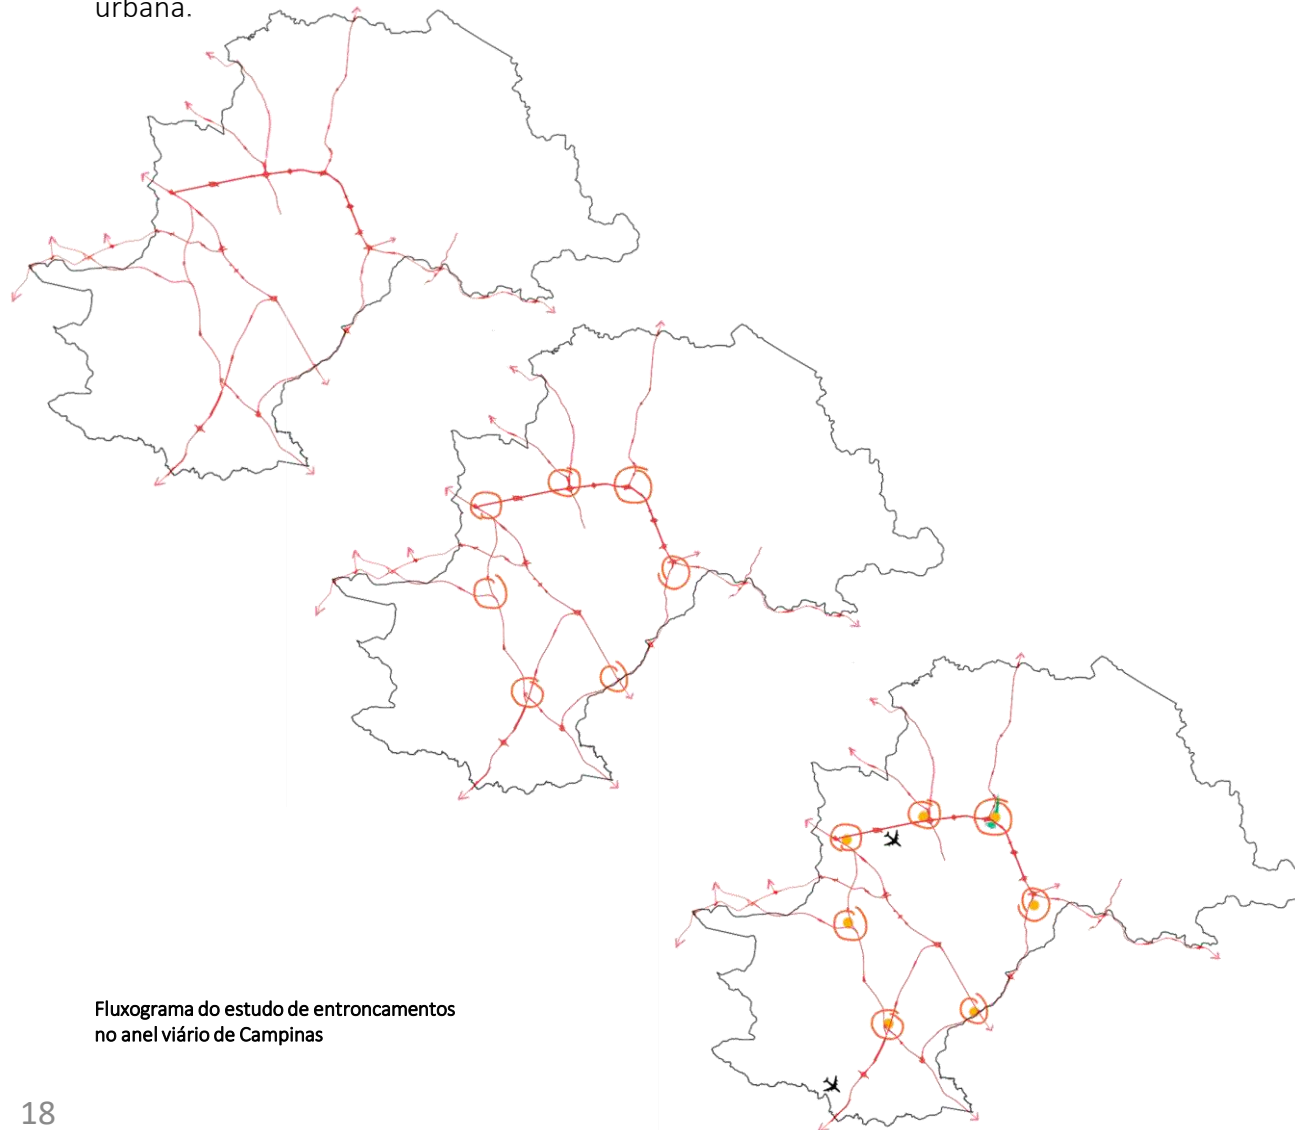 urbana.
Fluxograma do estudo de entroncamentos
no anel viário de Campinas
18